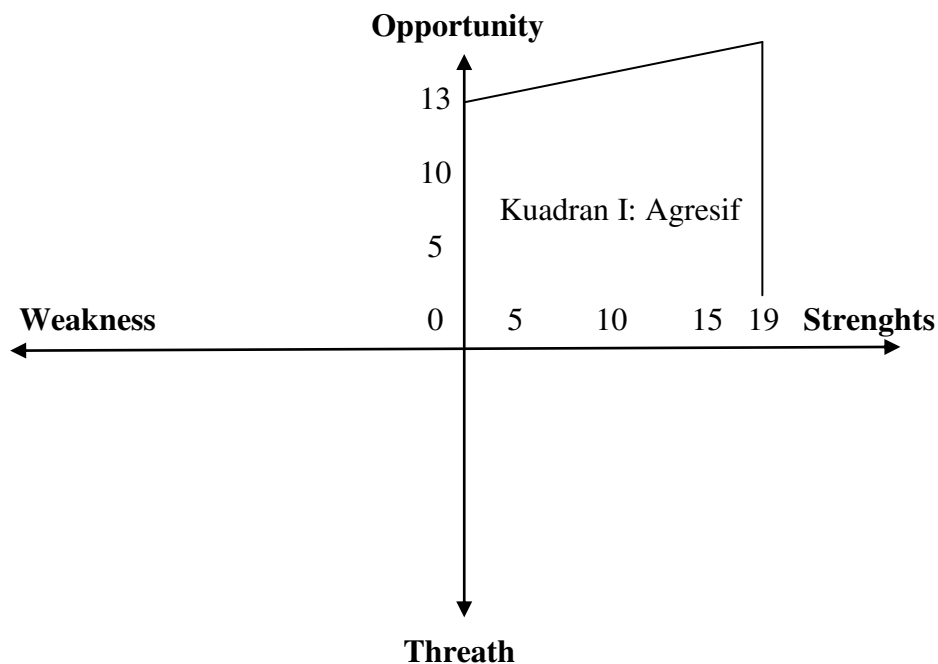 Opportunity
13
10
Kuadran I: Agresif
5
Weakness 0 5 10 15 19 Strenghts
Threath